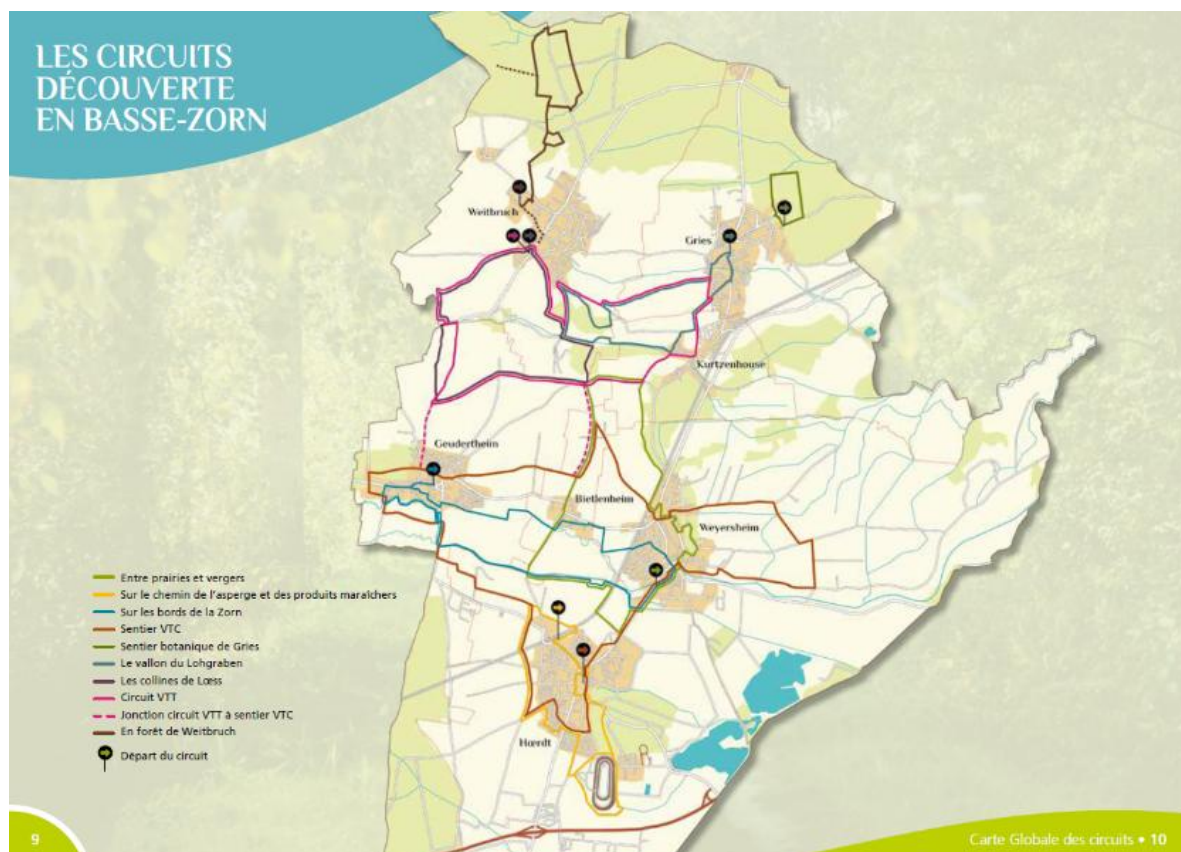 LES CIRCUITS
DÉCOUVERTE
EN BASSE-ZORN
Weitbruch
Gries
Kurtzenhouse
Geudertheim
Bietlenheim
Weyersheim
Hœrdt
Entre prairies et vergers
Sur le chemin de l'asperge et des produits maraîchers
Sur les bords de la Zorn
Sentier VTC
Sentier botanique de Gries
Le vallon du Lohgraben
Les collines de Lœss
Circuit VTT
Jonction circuit VTT à sentier VTC
En forêt de Weitbruch
Départ du circuit
9
Carte Globale des circuits • 10